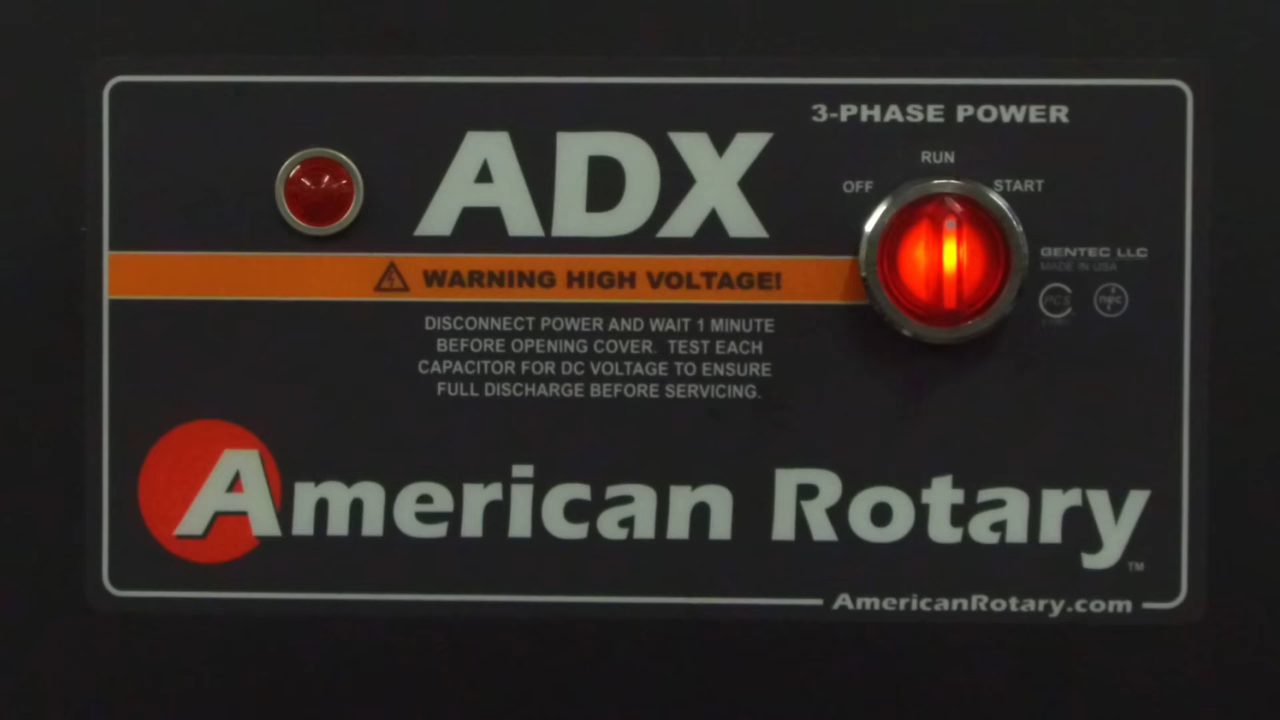 3-PHASE POWER
ADX
RUN
OFF
START
GENTEC LLC
MADE IN USA
WARNING HIGH VOLTAGE!
PCS
DISCONNECT POWER AND WAIT 1 MINUTE
BEFORE OPENING COVER. TEST EACH
CAPACITOR FOR DC VOLTAGE TO ENSURE
FULL DISCHARGE BEFORE SERVICING.
American Rotary
TM
AmericanRotary.com